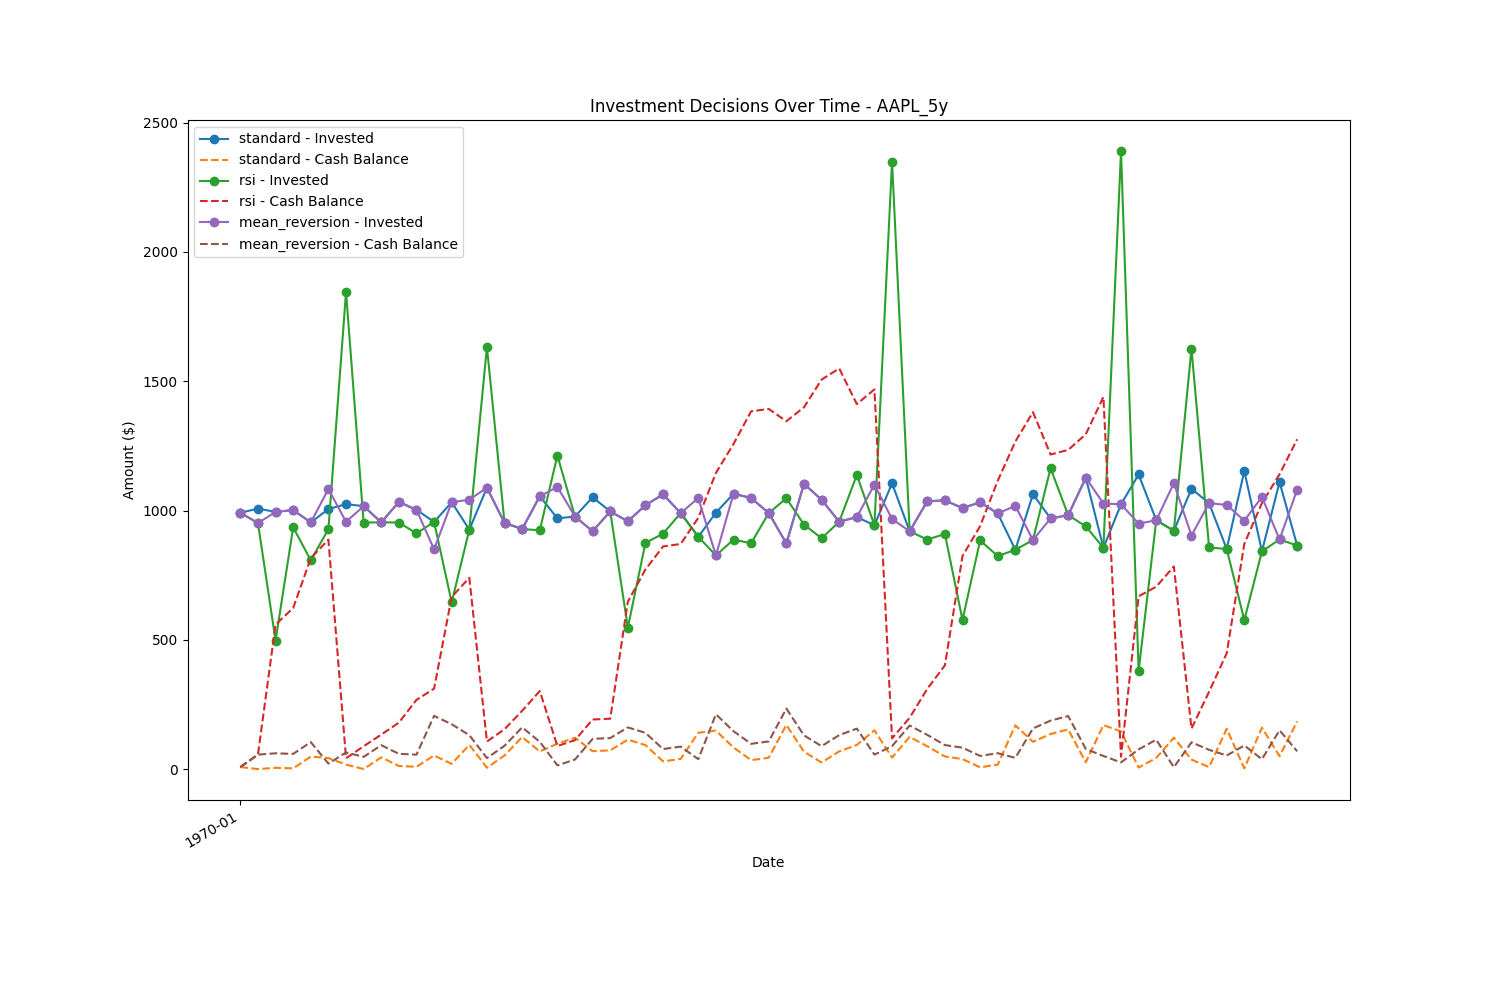 Investment Decisions Over Time - AAPL_5y
2500
2000
1500
1000
500
0
Amount ($)
standard - Invested
standard - Cash Balance
rsi - Invested
rsi - Cash Balance
mean_reversion - Invested
mean_reversion - Cash Balance
1970-01
Date